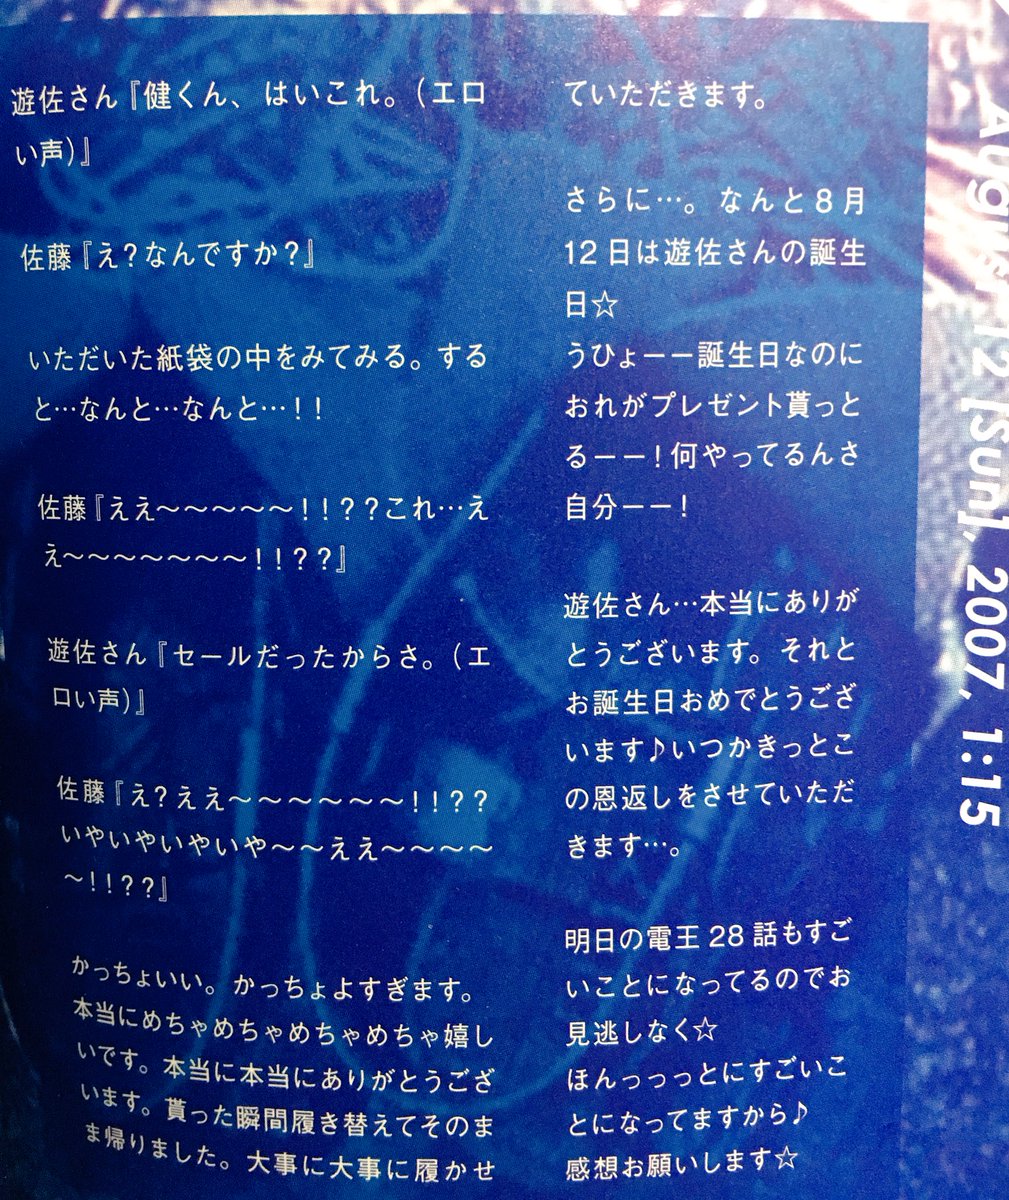 遊佐さん『健くん、はいこれ。（エロ
い声）』
佐藤『え？なんですか？』
いただいた紙袋の中をみてみる。する
と…なんと…なんと…！！
佐藤『ええ〜〜〜〜〜！！？？これ…え
え〜〜〜〜〜〜〜！！？？』
遊佐さん『セールだったからさ。（エ
ロい声）』
佐藤『え？ええ〜〜〜〜〜〜〜！！？？
いやいやいやいや〜〜ええ〜〜〜〜
〜！！？？』
かっちょいい。かっちょよすぎます。
本当にめちゃめちゃめちゃめちゃ嬉し
いです。本当に本当にありがとうござ
います。貰った瞬間履き替えてそのま
ま帰りました。大事に大事に履かせ
ていただきます。
さらに…。なんと8月
12日は遊佐さんの誕生
日☆
うひょーー誕生日なのに
おれがプレゼント貰っと
るーー！何やってるんさ
自分ーー！
遊佐さん…本当にありが
とうございます。それと
お誕生日おめでとうござ
います♪いつかきっとこ
の恩返しをさせていただ
きます…。
明日の電王28話もすご
いことになってるのでお
見逃しなく☆
ほんっっっとにすごいこ
とになってますから♪
感想お願いします☆
August 12 [Sun], 2007, 1:15